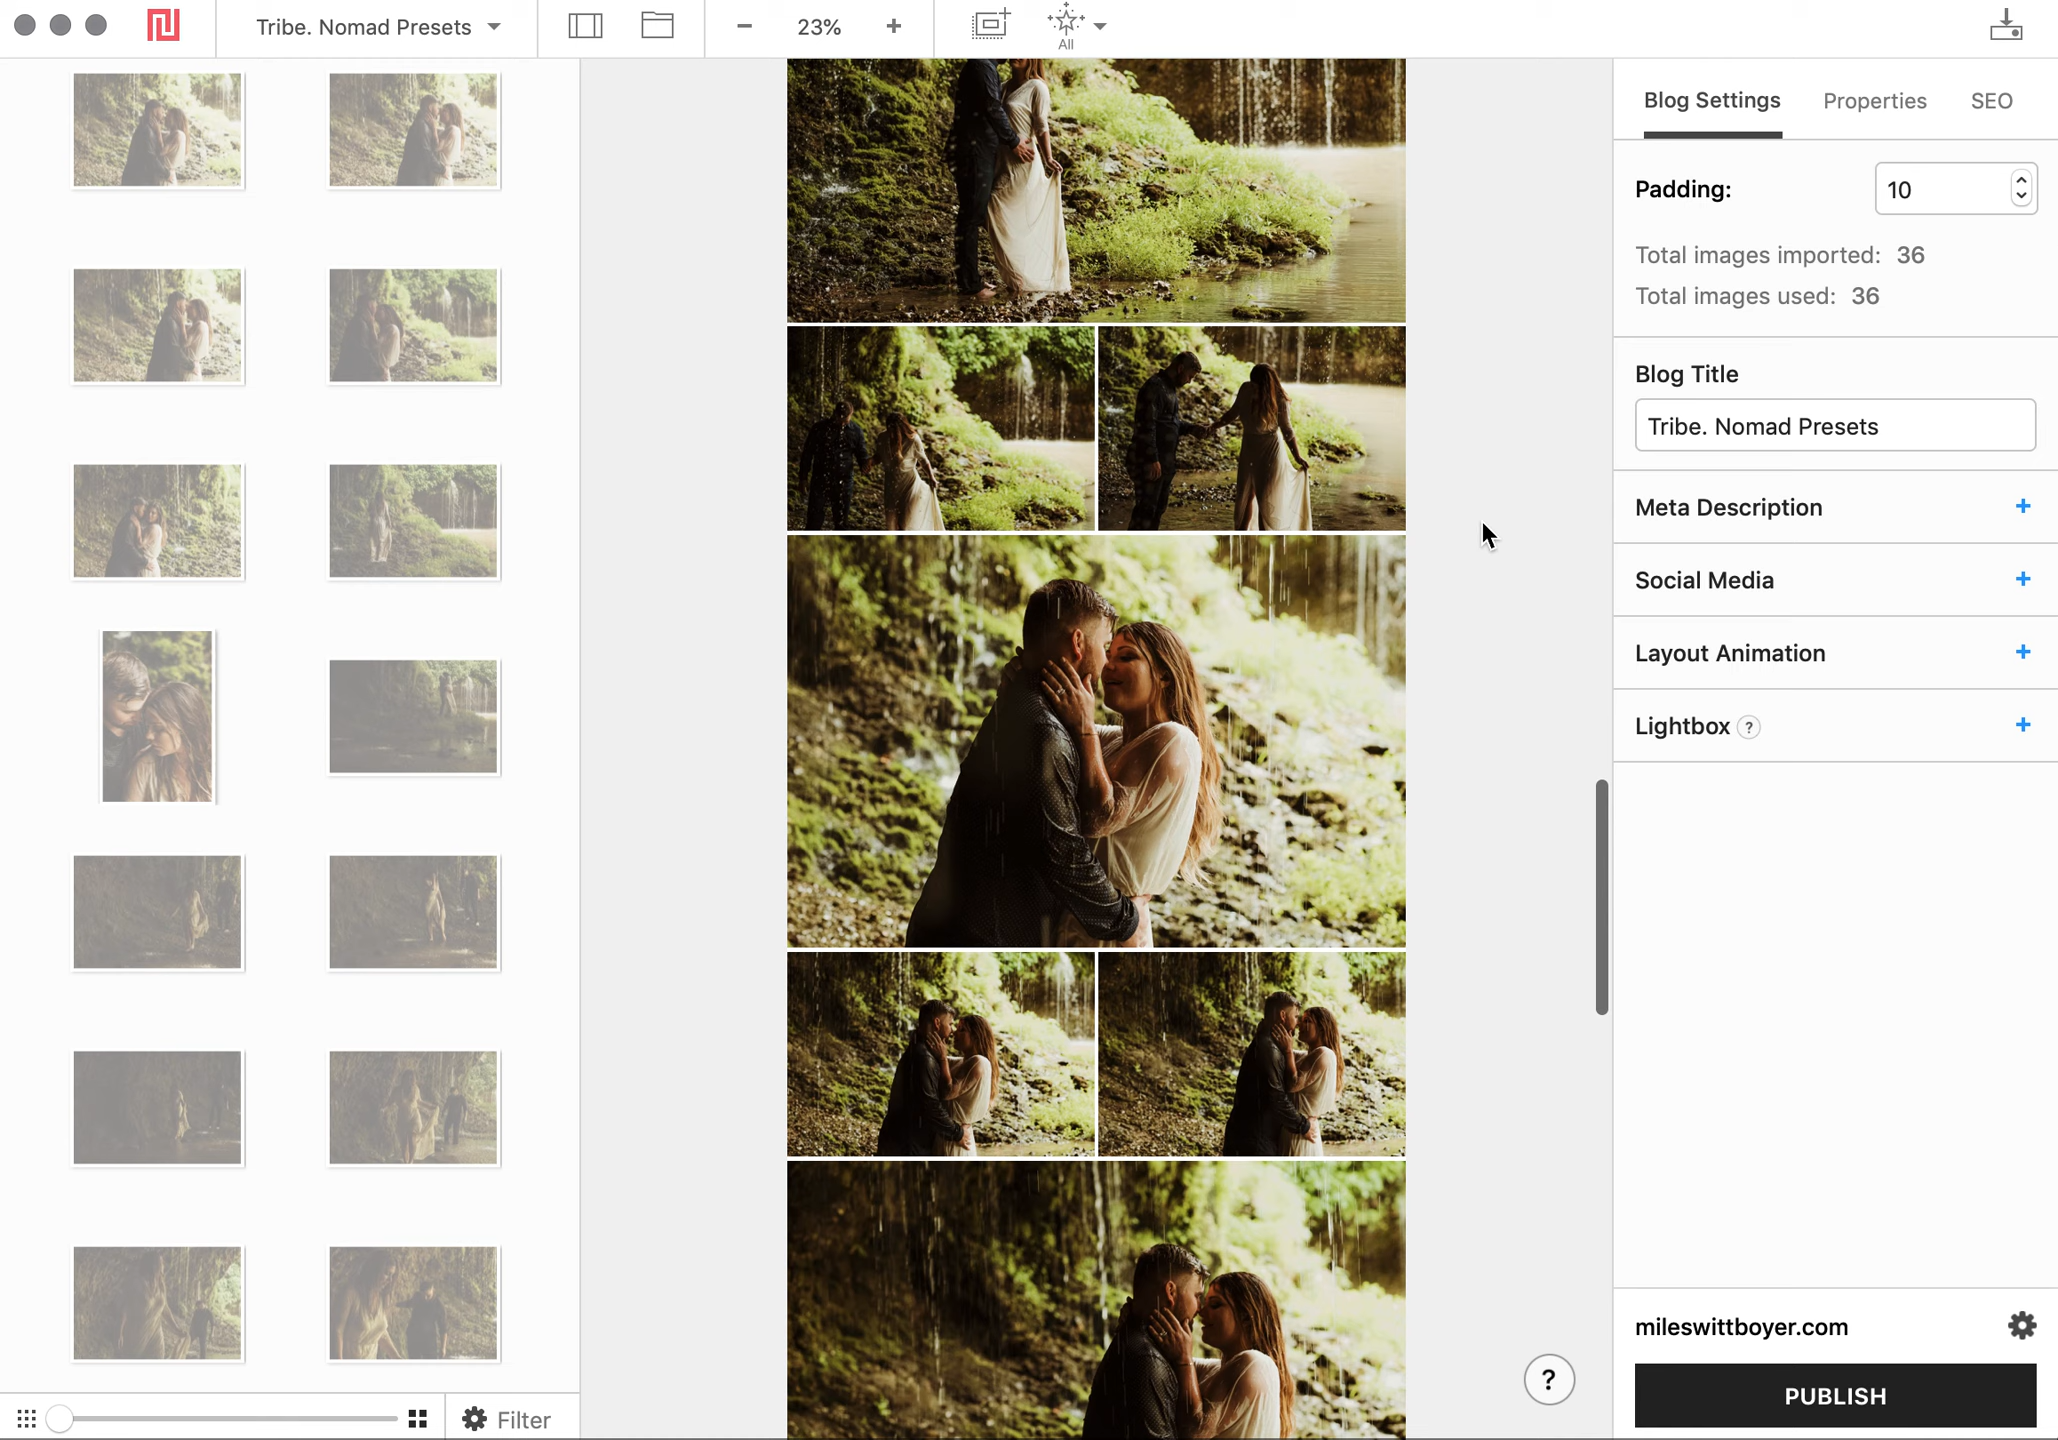 Tribe. Nomad Presets
23%
All
Blog Settings
Properties
SEO
Padding:
10
Total images imported: 36
Total images used: 36
Blog Title
Tribe. Nomad Presets
Meta Description
+
Social Media
+
Layout Animation
+
Lightbox ?
+
mileswittboyer.com
PUBLISH
?
Filter